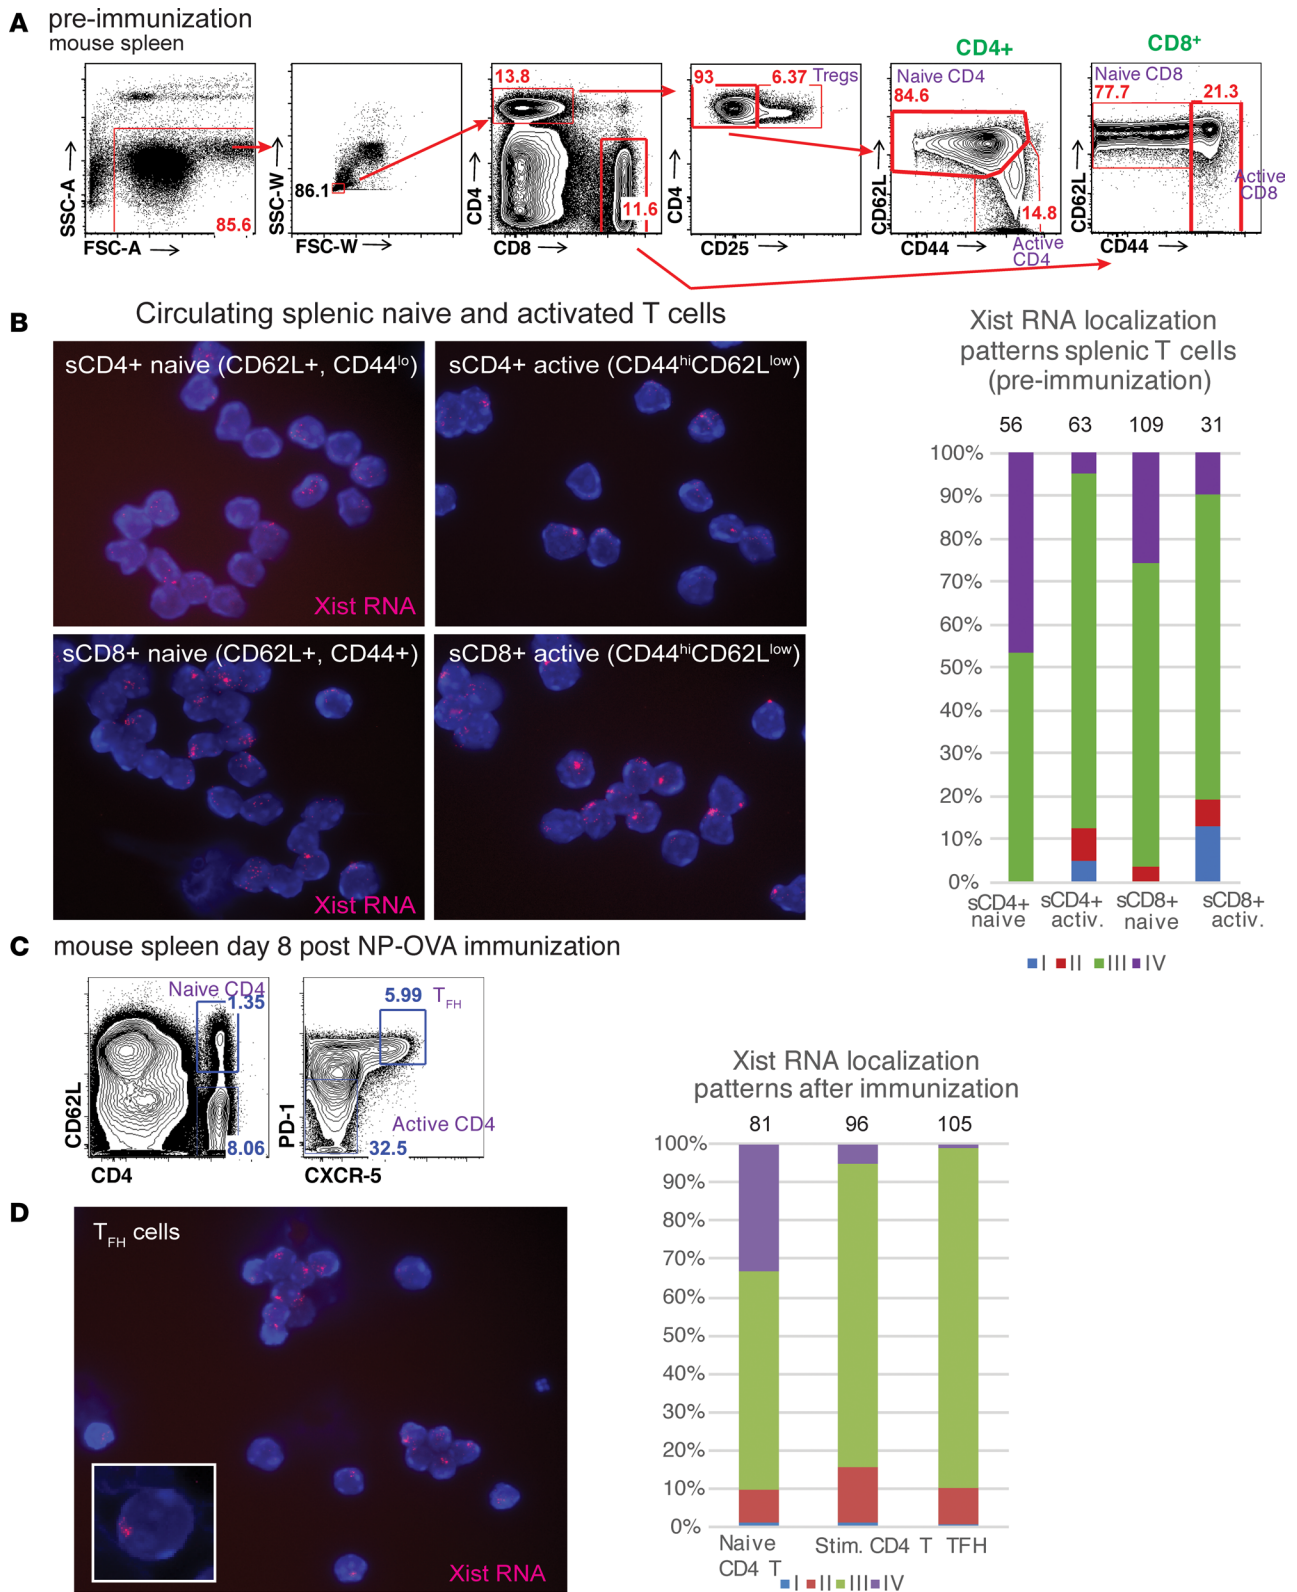 A
pre-immunization
mouse spleen
CD4+
CD8+
SSC-A
85.6
FSC-A
SSC-W
86.1
FSC-W
13.8
CD4
11.6
CD8
93
6.37
Tregs
CD4
CD25
Naive CD4
84.6
CD62L
14.8
CD44
Active
CD4
Naive CD8
77.7
21.3
CD62L
Active
CD8
CD44
B
Circulating splenic naive and activated T cells
sCD4+ naive (CD62L+, CD44lo)
Xist RNA
sCD4+ active (CD44hiCD62Llow)
sCD8+ naive (CD62L+, CD44+)
Xist RNA
sCD8+ active (CD44hiCD62Llow)
Xist RNA localization
patterns splenic T cells
(pre-immunization)
56 63 109 31
100%
90%
80%
70%
60%
50%
40%
30%
20%
10%
0%
sCD4+ naive
sCD4+ activ.
sCD8+ naive
sCD8+ activ.
I II III IV
C
mouse spleen day 8 post NP-OVA immunization
Naive CD4
1.35
CD62L
8.06
CD4
5.99
TFH
PD-1
Active CD4
32.5
CXCR-5
D
TFH cells
Xist RNA
Xist RNA localization
patterns after immunization
81 96 105
100%
90%
80%
70%
60%
50%
40%
30%
20%
10%
0%
Naive
CD4 T
Stim. CD4 T
TFH
I II III IV